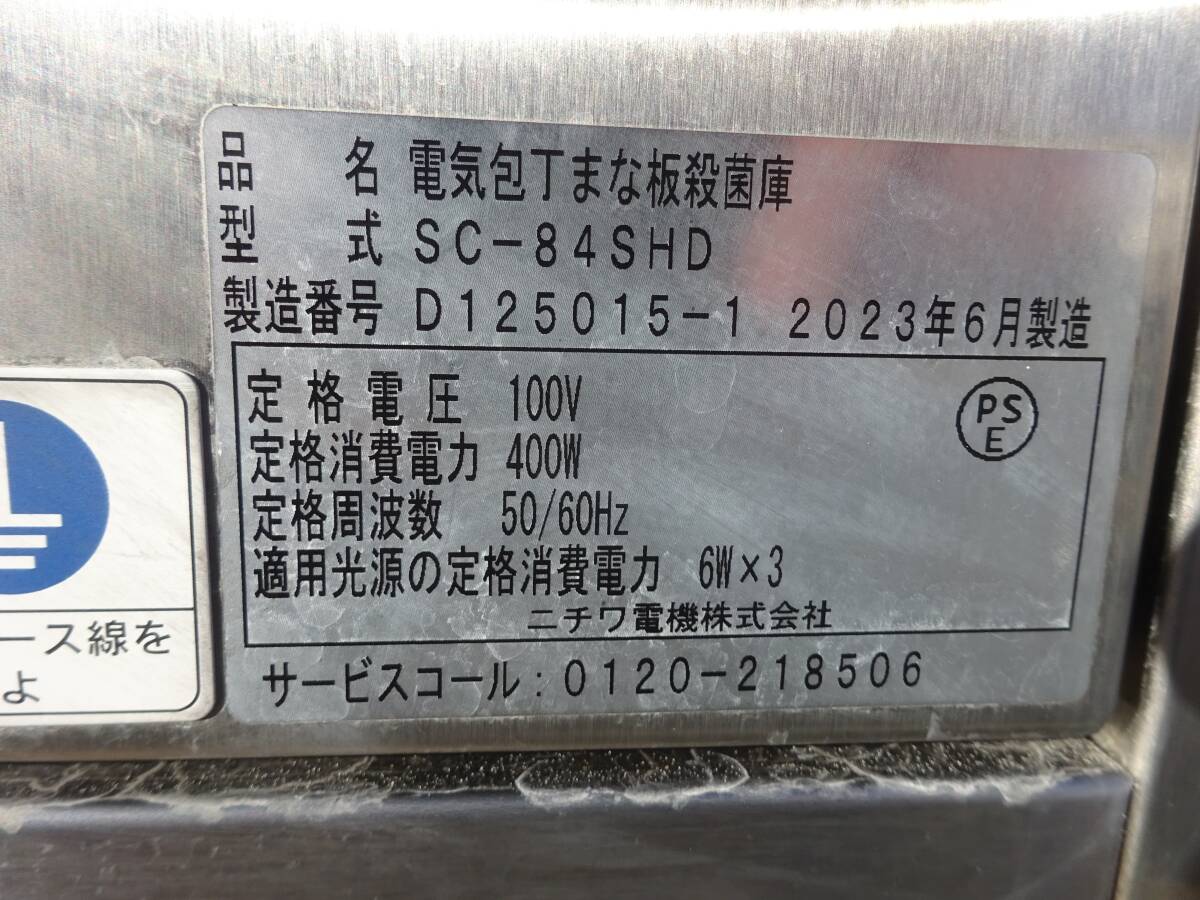 品　　名 電気包丁まな板殺菌庫
型　　式 SC-84SHD
製造番号 D125015-1 2023年6月製造
定格電圧 100V
PS
E
定格消費電力 400W
定格周波数 50/60Hz
適用光源の定格消費電力 6W×3
ニチワ電機株式会社
サービスコール:0120-218506
ース線を
よ